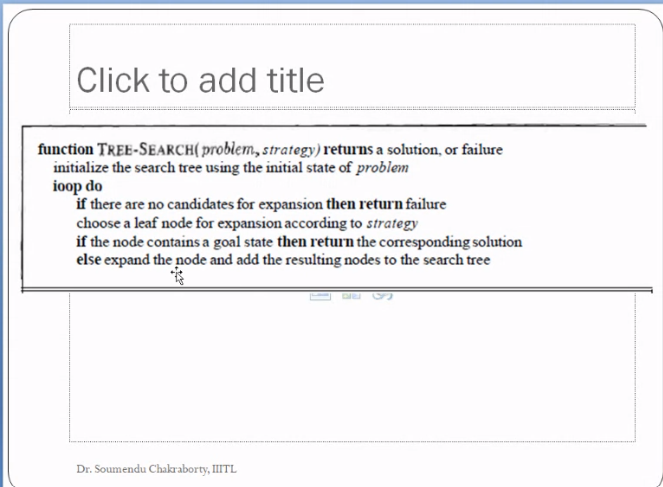 Click to add title
function TREE-SEARCH(problem, strategy) returns a solution, or failure
initialize the search tree using the initial state of problem
ioop do
if there are no candidates for expansion then return failure
choose a leaf node for expansion according to strategy
if the node contains a goal state then return the corresponding solution
else expand the node and add the resulting nodes to the search tree
Dr. Soumendu Chakraborty, IIITL